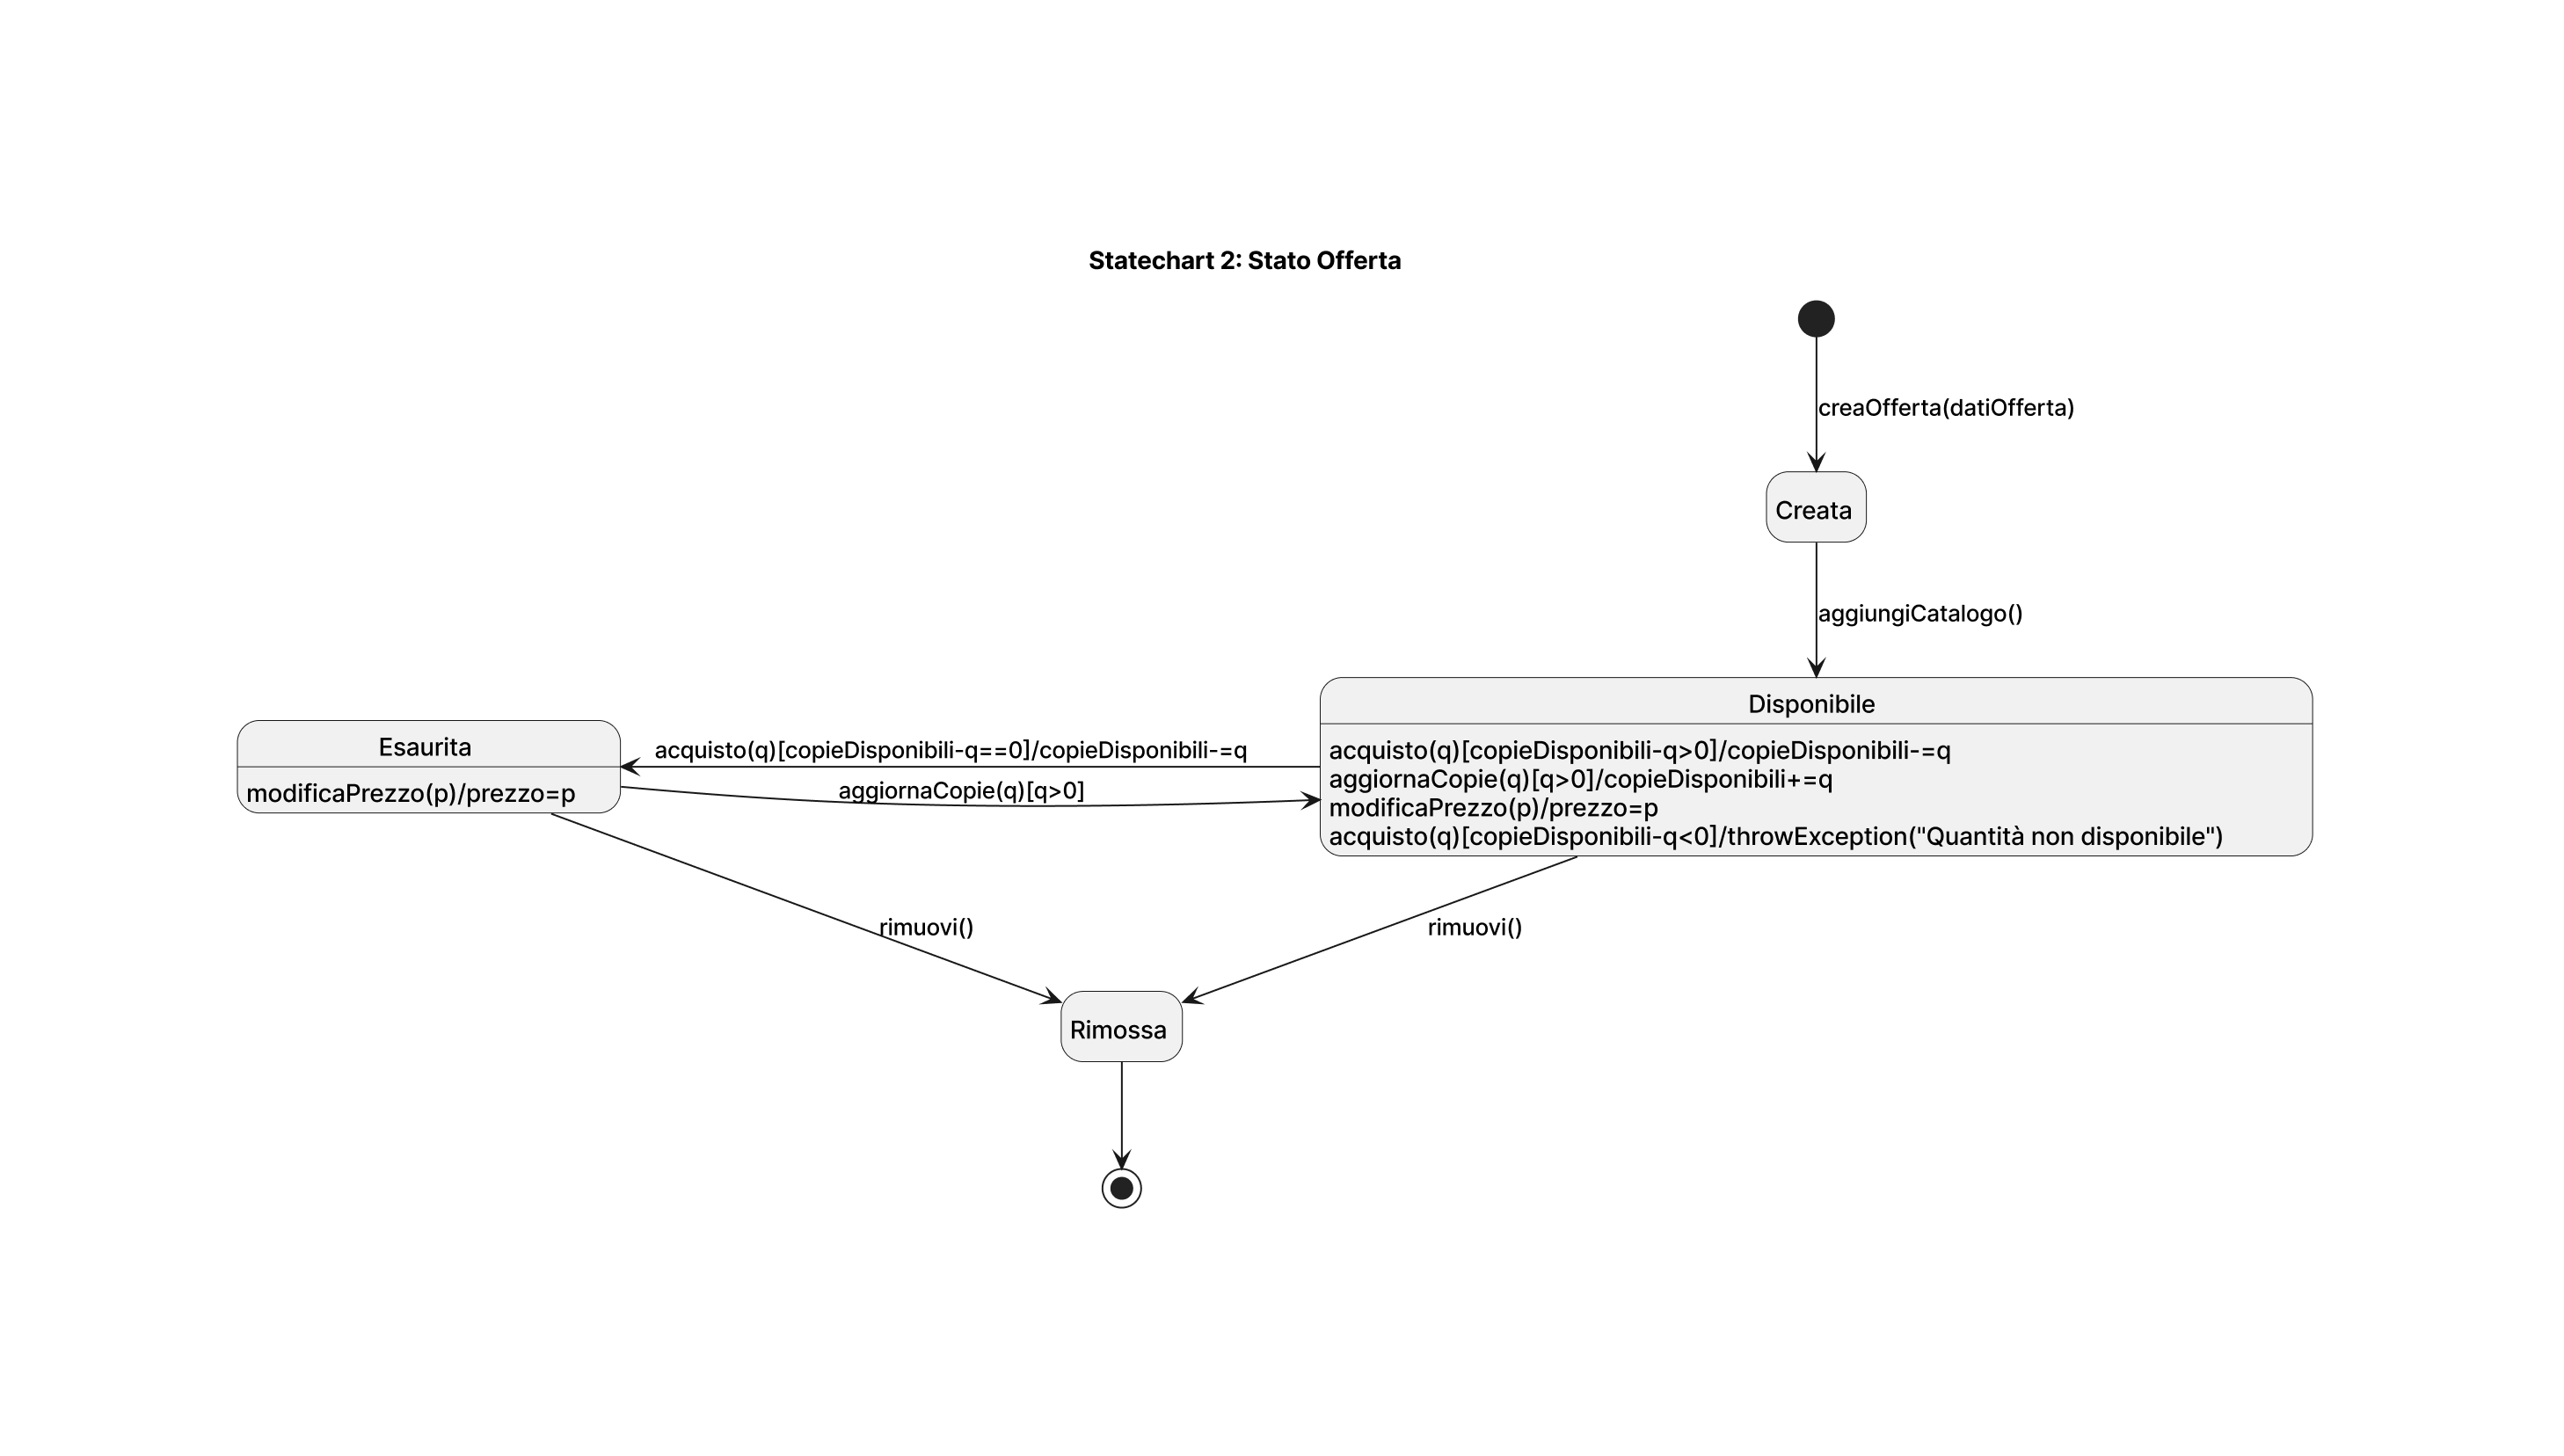 Statechart 2: Stato Offerta
creaOfferta(datiOfferta)
Creata
aggiungiCatalogo()
Disponibile
acquisto(q)[copieDisponibili-q>0]/copieDisponibili-=q
aggiornaCopie(q)[q>0]/copieDisponibili+=q
modificaPrezzo(p)/prezzo=p
acquisto(q)[copieDisponibili-q<0]/throwException("Quantità non disponibile")
Esaurita
modificaPrezzo(p)/prezzo=p
acquisto(q)[copieDisponibili-q==0]/copieDisponibili-=q
aggiornaCopie(q)[q>0]
rimuovi()
rimuovi()
Rimossa